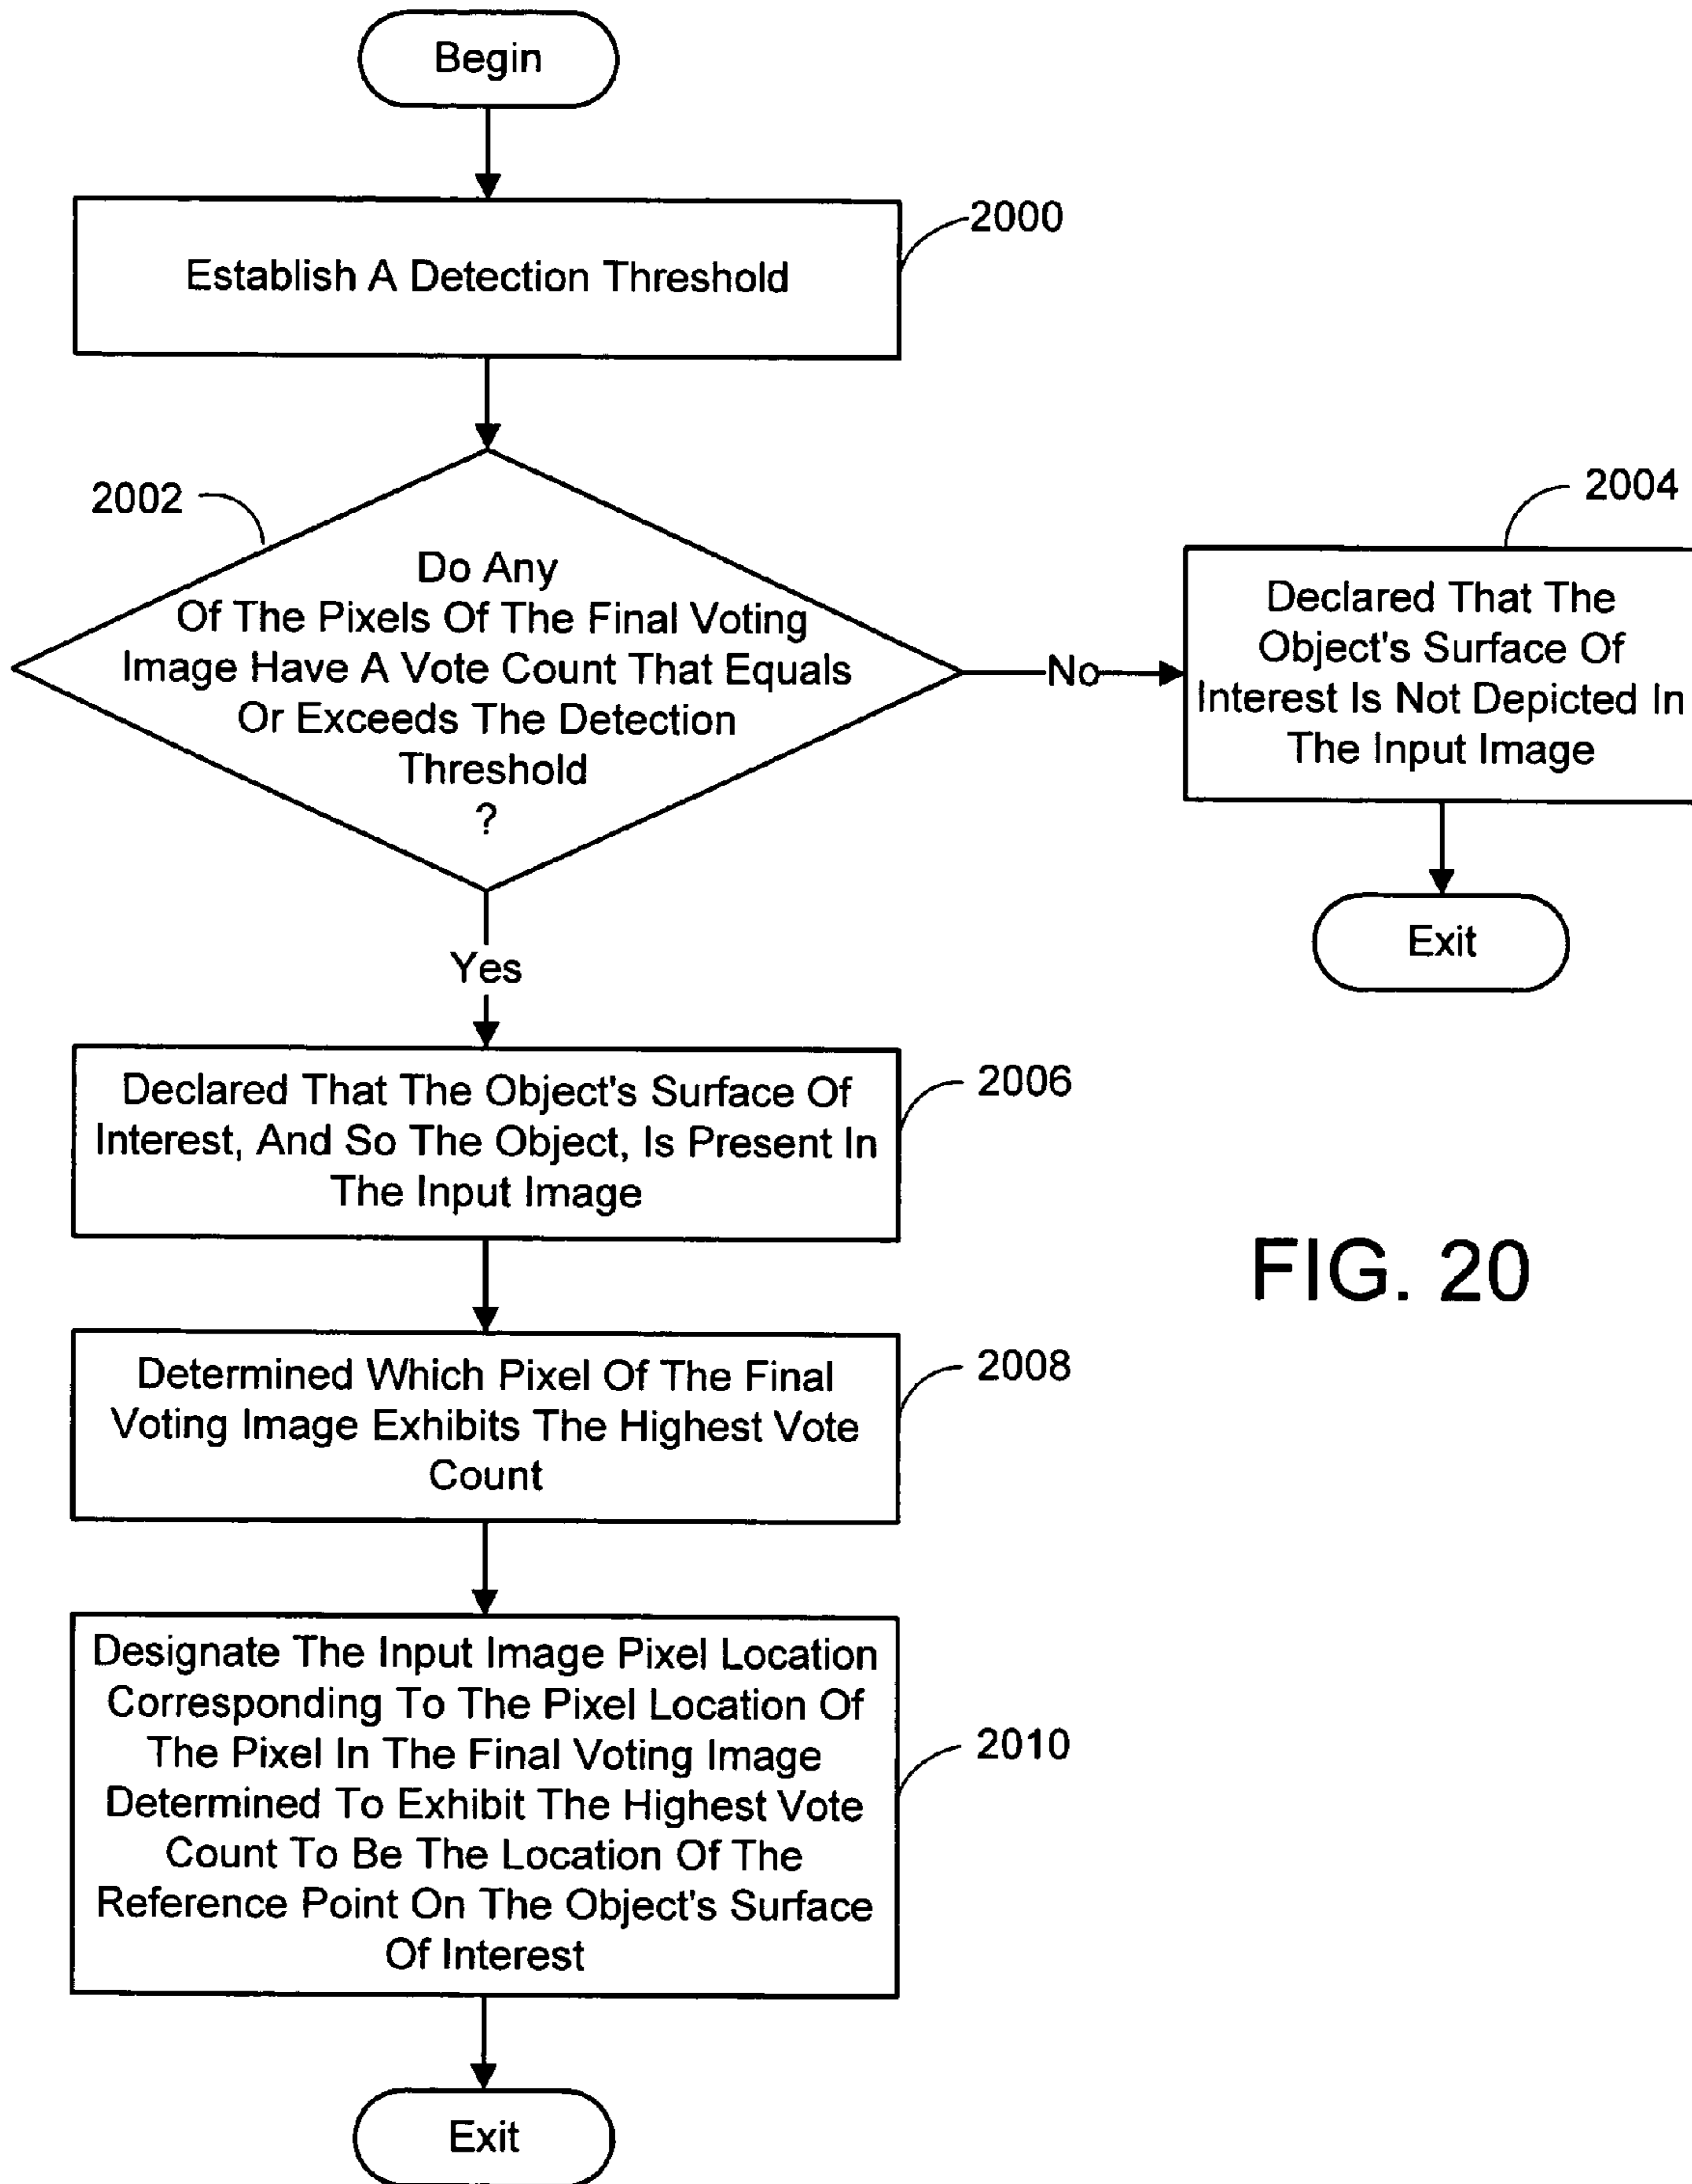 Begin
2000
Establish A Detection Threshold
2002
Do Any
Of The Pixels Of The Final Voting
Image Have A Vote Count That Equals
Or Exceeds The Detection
Threshold
?
No
2004
Declared That The
Object's Surface Of
Interest Is Not Depicted In
The Input Image
Exit
Yes
2006
Declared That The Object's Surface Of
Interest, And So The Object, Is Present In
The Input Image
FIG. 20
2008
Determined Which Pixel Of The Final
Voting Image Exhibits The Highest Vote
Count
2010
Designate The Input Image Pixel Location
Corresponding To The Pixel Location Of
The Pixel In The Final Voting Image
Determined To Exhibit The Highest Vote
Count To Be The Location Of The
Reference Point On The Object's Surface
Of Interest
Exit